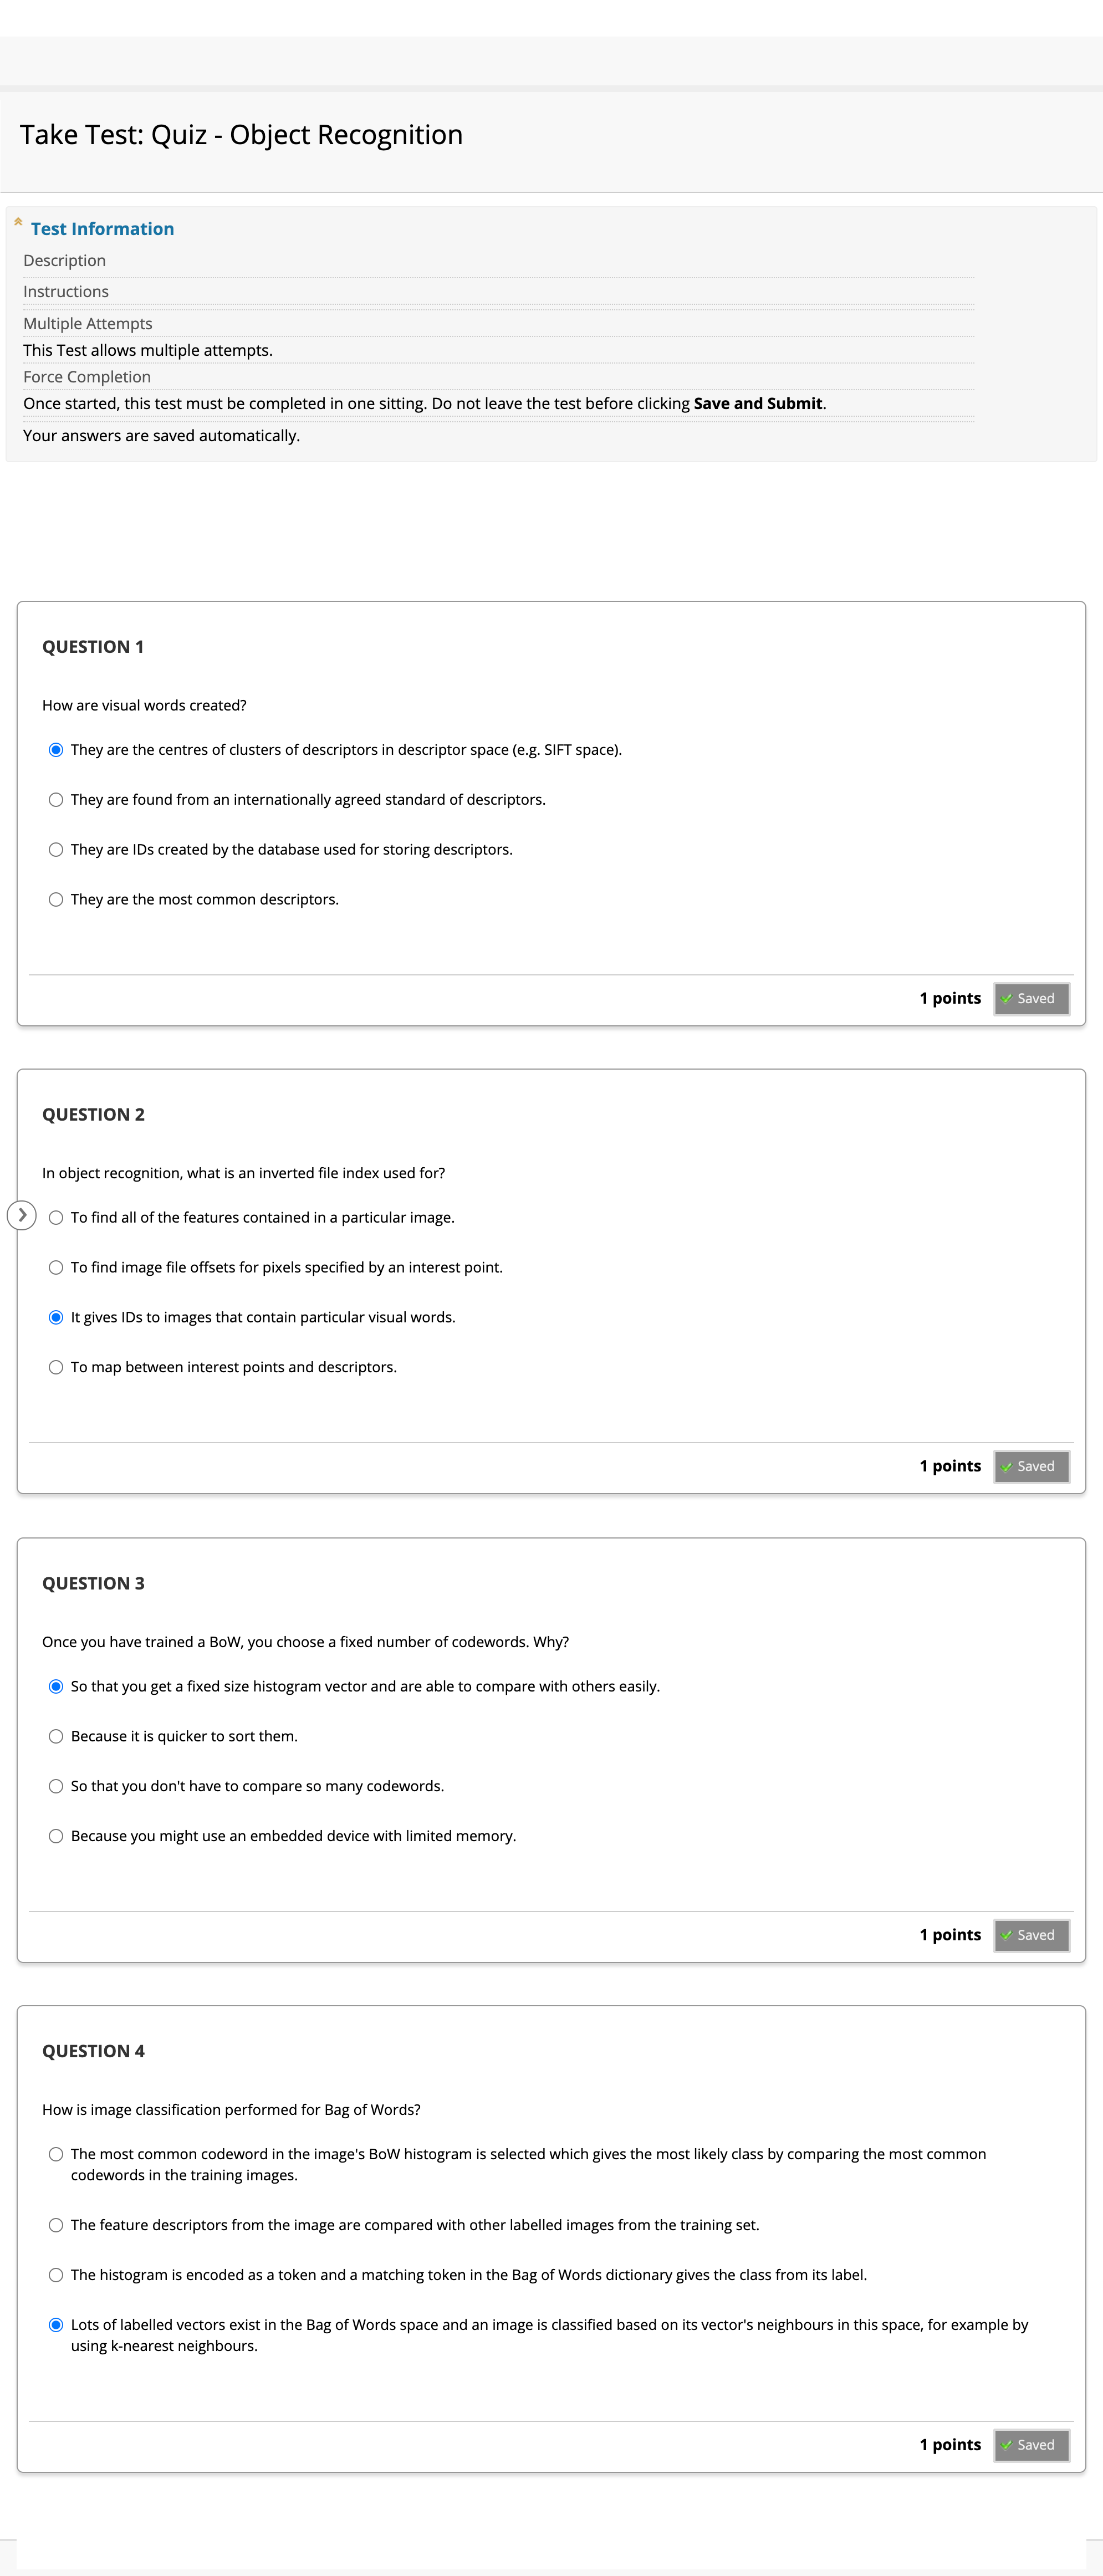 Take Test: Quiz - Object Recognition
Test Information
Description
Instructions
Multiple Attempts
This Test allows multiple attempts.
Force Completion
Once started, this test must be completed in one sitting. Do not leave the test before clicking Save and Submit.
Your answers are saved automatically.
QUESTION 1
How are visual words created?
They are the centres of clusters of descriptors in descriptor space (e.g. SIFT space).
They are found from an internationally agreed standard of descriptors.
They are IDs created by the database used for storing descriptors.
They are the most common descriptors.
1 points
Saved
QUESTION 2
In object recognition, what is an inverted file index used for?
To find all of the features contained in a particular image.
To find image file offsets for pixels specified by an interest point.
It gives IDs to images that contain particular visual words.
To map between interest points and descriptors.
1 points
Saved
QUESTION 3
Once you have trained a BoW, you choose a fixed number of codewords. Why?
So that you get a fixed size histogram vector and are able to compare with others easily.
Because it is quicker to sort them.
So that you don't have to compare so many codewords.
Because you might use an embedded device with limited memory.
1 points
Saved
QUESTION 4
How is image classification performed for Bag of Words?
The most common codeword in the image's BoW histogram is selected which gives the most likely class by comparing the most common
codewords in the training images.
The feature descriptors from the image are compared with other labelled images from the training set.
The histogram is encoded as a token and a matching token in the Bag of Words dictionary gives the class from its label.
Lots of labelled vectors exist in the Bag of Words space and an image is classified based on its vector's neighbours in this space, for example by
using k-nearest neighbours.
1 points
Saved